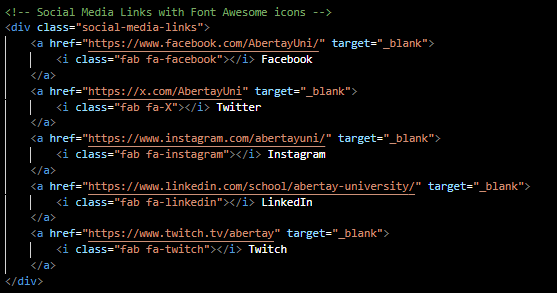 <!-- Social Media Links with Font Awesome icons -->
<div class="social-media-links">
    <a href="https://www.facebook.com/AbertayUni/" target="_blank">
        <i class="fab fa-facebook"></i> Facebook
    </a>
    <a href="https://x.com/AbertayUni" target="_blank">
        <i class="fab fa-X"></i> Twitter
    </a>
    <a href="https://www.instagram.com/abertayuni/" target="_blank">
        <i class="fab fa-instagram"></i> Instagram
    </a>
    <a href="https://www.linkedin.com/school/abertay-university/" target="_blank">
        <i class="fab fa-linkedin"></i> LinkedIn
    </a>
    <a href="https://www.twitch.tv/abertay" target="_blank">
        <i class="fab fa-twitch"></i> Twitch
    </a>
</div>